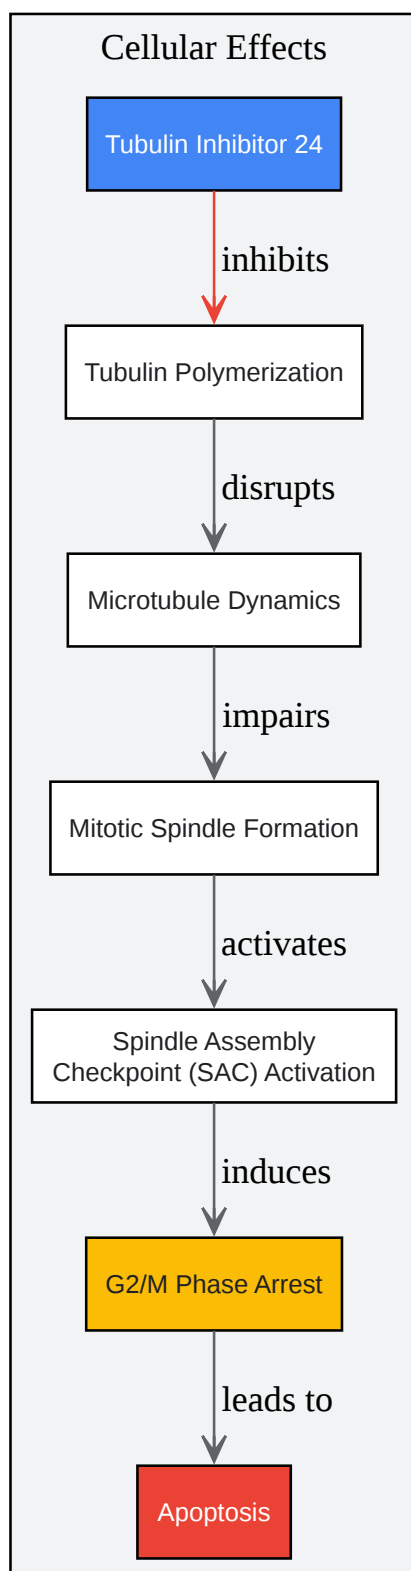 Cellular Effects
Tubulin Inhibitor 24
inhibits
Tubulin Polymerization
disrupts
Microtubule Dynamics
impairs
Mitotic Spindle Formation
activates
Spindle Assembly
Checkpoint (SAC) Activation
induces
G2/M Phase Arrest
leads to
Apoptosis